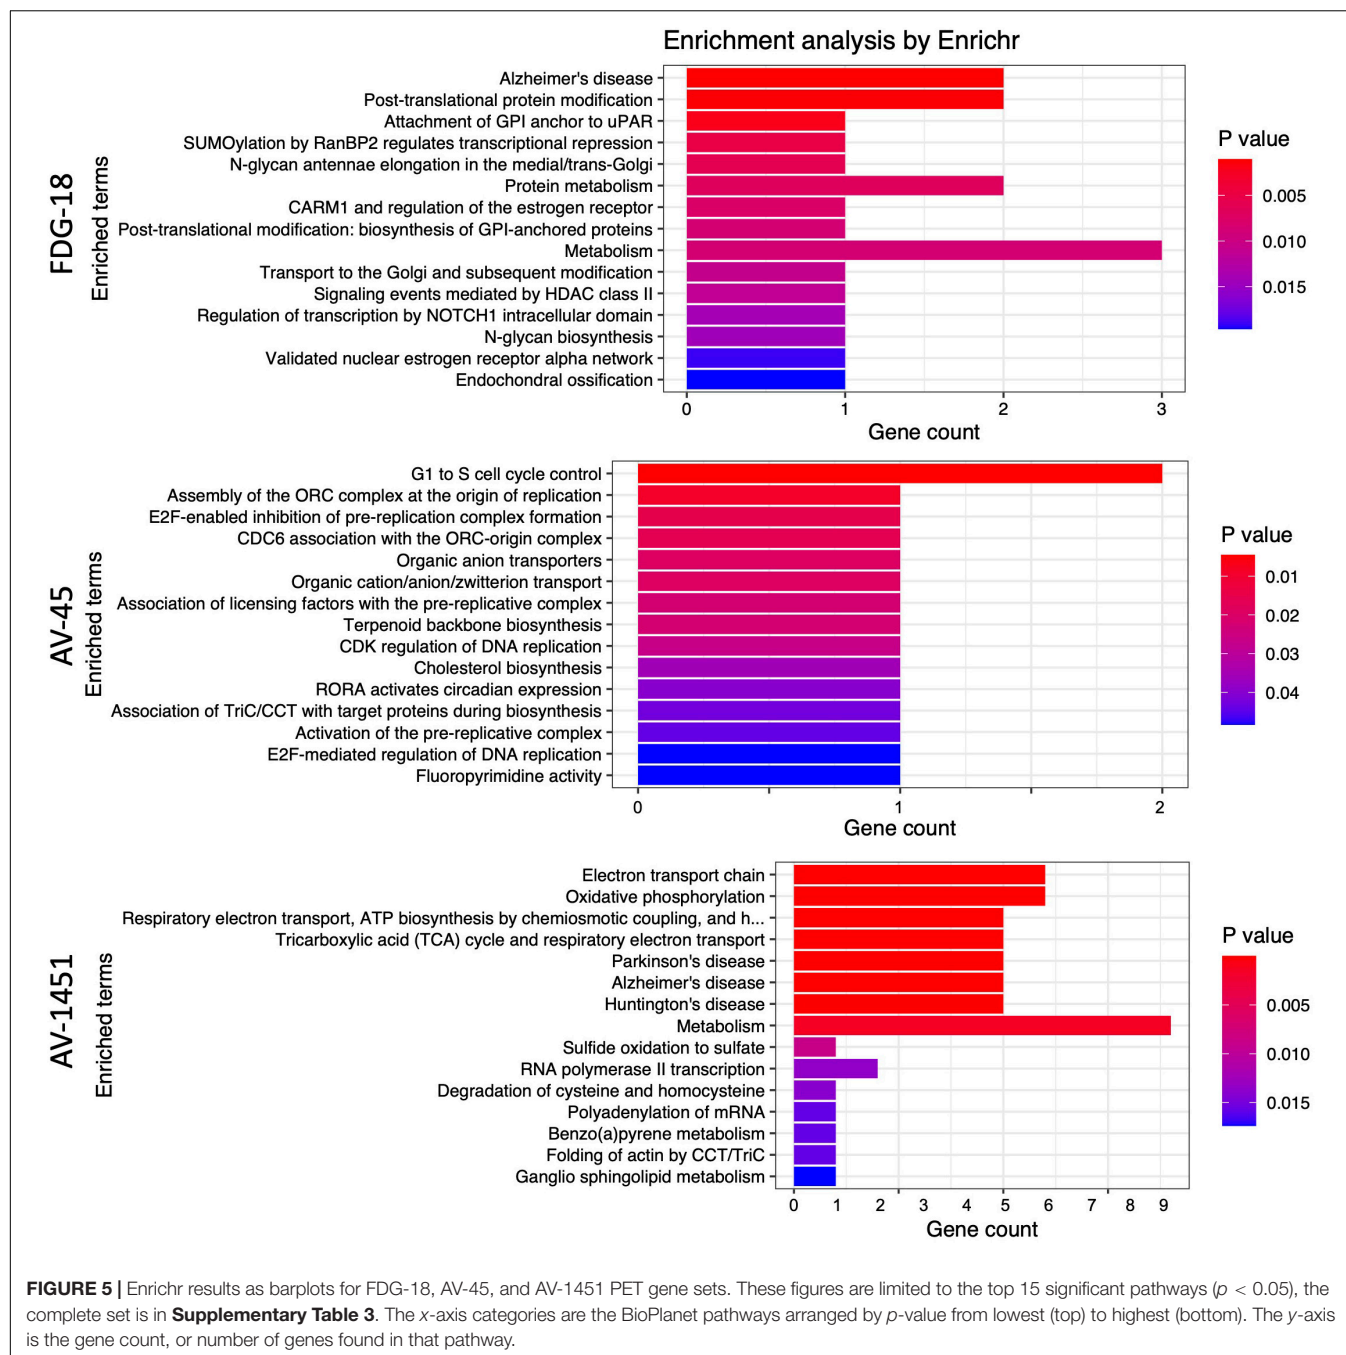 Enrichment analysis by Enrichr
FDG-18
Enriched terms
Alzheimer's disease
Post-translational protein modification
Attachment of GPI anchor to uPAR
SUMOylation by RanBP2 regulates transcriptional repression
N-glycan antennae elongation in the medial/trans-Golgi
Protein metabolism
CARM1 and regulation of the estrogen receptor
Post-translational modification: biosynthesis of GPI-anchored proteins
Metabolism
Transport to the Golgi and subsequent modification
Signaling events mediated by HDAC class II
Regulation of transcription by NOTCH1 intracellular domain
N-glycan biosynthesis
Validated nuclear estrogen receptor alpha network
Endochondral ossification
0 1 2 3
Gene count
P value
0.005
0.010
0.015
AV-45
Enriched terms
G1 to S cell cycle control
Assembly of the ORC complex at the origin of replication
E2F-enabled inhibition of pre-replication complex formation
CDC6 association with the ORC-origin complex
Organic anion transporters
Organic cation/anion/zwitterion transport
Association of licensing factors with the pre-replicative complex
Terpenoid backbone biosynthesis
CDK regulation of DNA replication
Cholesterol biosynthesis
RORA activates circadian expression
Association of TriC/CCT with target proteins during biosynthesis
Activation of the pre-replicative complex
E2F-mediated regulation of DNA replication
Fluoropyrimidine activity
0 1 2
Gene count
P value
0.01
0.02
0.03
0.04
AV-1451
Enriched terms
Electron transport chain
Oxidative phosphorylation
Respiratory electron transport, ATP biosynthesis by chemiosmotic coupling, and h...
Tricarboxylic acid (TCA) cycle and respiratory electron transport
Parkinson's disease
Alzheimer's disease
Huntington's disease
Metabolism
Sulfide oxidation to sulfate
RNA polymerase II transcription
Degradation of cysteine and homocysteine
Polyadenylation of mRNA
Benzo(a)pyrene metabolism
Folding of actin by CCT/TriC
Ganglio sphingolipid metabolism
0 1 2 3 4 5 6 7 8 9
Gene count
P value
0.005
0.010
0.015
FIGURE 5 | Enrichr results as barplots for FDG-18, AV-45, and AV-1451 PET gene sets. These figures are limited to the top 15 significant pathways (p < 0.05), the
complete set is in Supplementary Table 3. The x-axis categories are the BioPlanet pathways arranged by p-value from lowest (top) to highest (bottom). The y-axis
is the gene count, or number of genes found in that pathway.